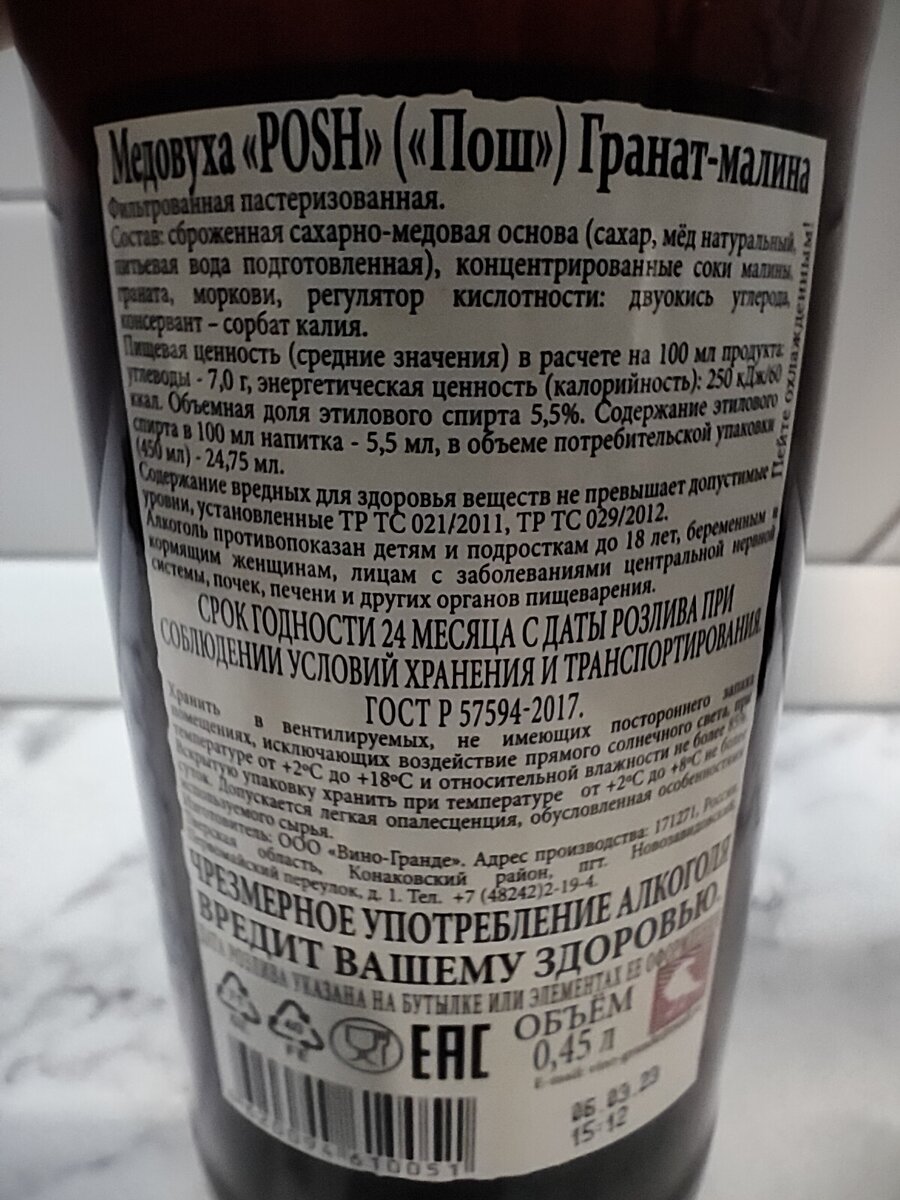 Медовуха «POSH» («Пош») Гранат-малина
Фильтрованная пастеризованная.
Состав: сброженная сахарно-медовая основа (сахар, мёд натуральный,
питьевая вода подготовленная), концентрированные соки малины,
граната, моркови, регулятор кислотности: двуокись углерода,
консервант – сорбат калия.
Пищевая ценность (средние значения) в расчете на 100 мл продукта:
углеводы - 7,0 г, энергетическая ценность (калорийность): 250 кДж/60
ккал. Объемная доля этилового спирта 5,5%. Содержание этилового
спирта в 100 мл напитка - 5,5 мл, в объеме потребительской упаковки
(450 мл) - 24,75 мл.
Содержание вредных для здоровья веществ не превышает допустимые
уровни, установленные ТР ТС 021/2011, ТР ТС 029/2012.
Алкоголь противопоказан детям и подросткам до 18 лет, беременным и
кормящим женщинам, лицам с заболеваниями центральной нервной
системы, почек, печени и других органов пищеварения.
СРОК ГОДНОСТИ 24 МЕСЯЦА С ДАТЫ РОЗЛИВА ПРИ
СОБЛЮДЕНИИ УСЛОВИЙ ХРАНЕНИЯ И ТРАНСПОРТИРОВАНИЯ.
ГОСТ Р 57594-2017.
Хранить в вентилируемых, не имеющих постороннего запаха
помещениях, исключающих воздействие прямого солнечного света, при
температуре от +2°С до +18°С и относительной влажности не более 85%.
Вскрытую упаковку хранить при температуре от +2°С до +8°С не более
суток. Допускается легкая опалесценция, обусловленная особенностями
используемого сырья.
Изготовитель: ООО «Вино-Гранде». Адрес производства: 171271, Россия,
Тверская область, Конаковский район, пгт. Новозавидовский,
Первомайский переулок, д. 1. Тел. +7 (48242)2-19-4.
ЧРЕЗМЕРНОЕ УПОТРЕБЛЕНИЕ АЛКОГОЛЯ
ВРЕДИТ ВАШЕМУ ЗДОРОВЬЮ.
ДАТА РОЗЛИВА УКАЗАНА НА БУТЫЛКЕ ИЛИ ЭЛЕМЕНТАХ ЕЕ
Пейте охлажденным!
40
FE
EAC
ОБЪЁМ
0,45 л
E-mail:
06 03 23
15:12
610051